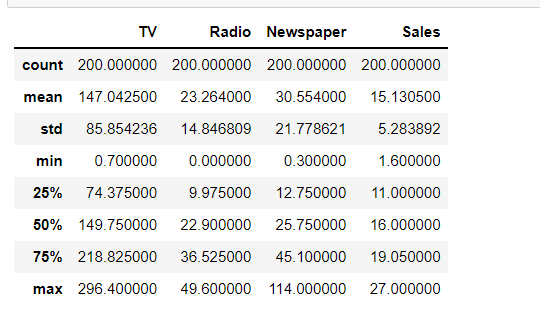 TV Radio Newspaper Sales
count 200.000000 200.000000 200.000000 200.000000
mean 147.042500 23.264000 30.554000 15.130500
std 85.854236 14.846809 21.778621 5.283892
min 0.700000 0.000000 0.300000 1.600000
25% 74.375000 9.975000 12.750000 11.000000
50% 149.750000 22.900000 25.750000 16.000000
75% 218.825000 36.525000 45.100000 19.050000
max 296.400000 49.600000 114.000000 27.000000